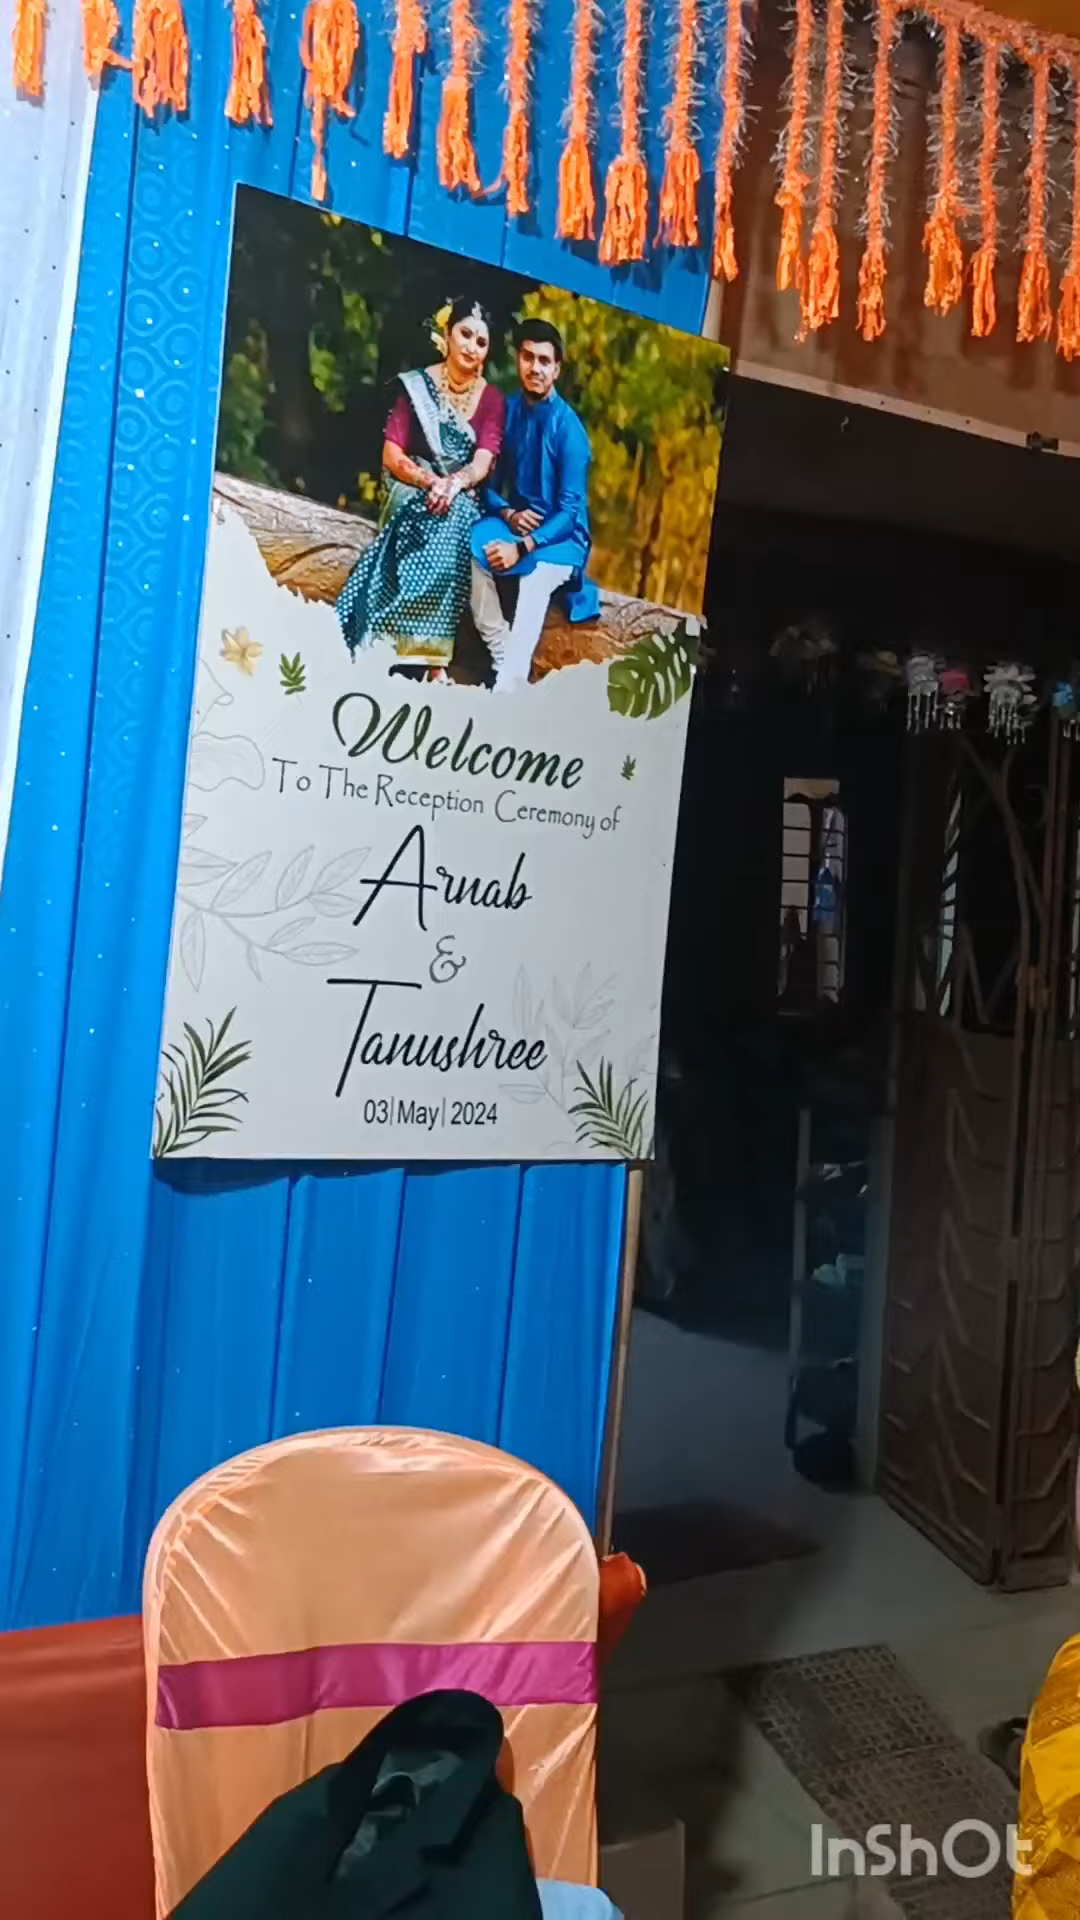 Welcome
To The Reception Ceremony of
Arnab
&
Tanushree
03|May|2024
InShOt